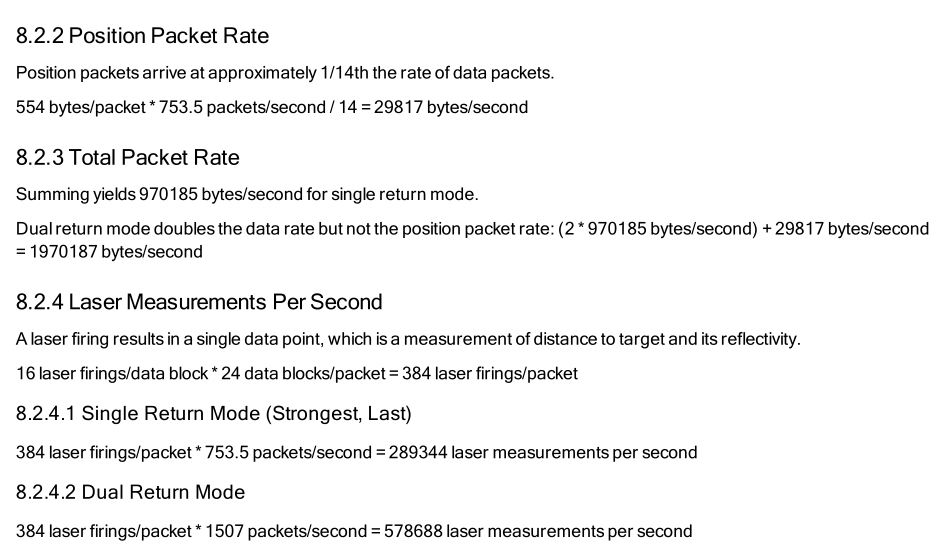 8.2.2 Position Packet Rate
Position packets arrive at approximately 1/14th the rate of data packets.
554 bytes/packet * 753.5 packets/second / 14 = 29817 bytes/second
8.2.3 Total Packet Rate
Summing yields 970185 bytes/second for single return mode.
Dual return mode doubles the data rate but not the position packet rate: (2 * 970185 bytes/second) + 29817 bytes/second
= 1970187 bytes/second
8.2.4 Laser Measurements Per Second
A laser firing results in a single data point, which is a measurement of distance to target and its reflectivity.
16 laser firings/data block * 24 data blocks/packet = 384 laser firings/packet
8.2.4.1 Single Return Mode (Strongest, Last)
384 laser firings/packet * 753.5 packets/second = 289344 laser measurements per second
8.2.4.2 Dual Return Mode
384 laser firings/packet * 1507 packets/second = 578688 laser measurements per second